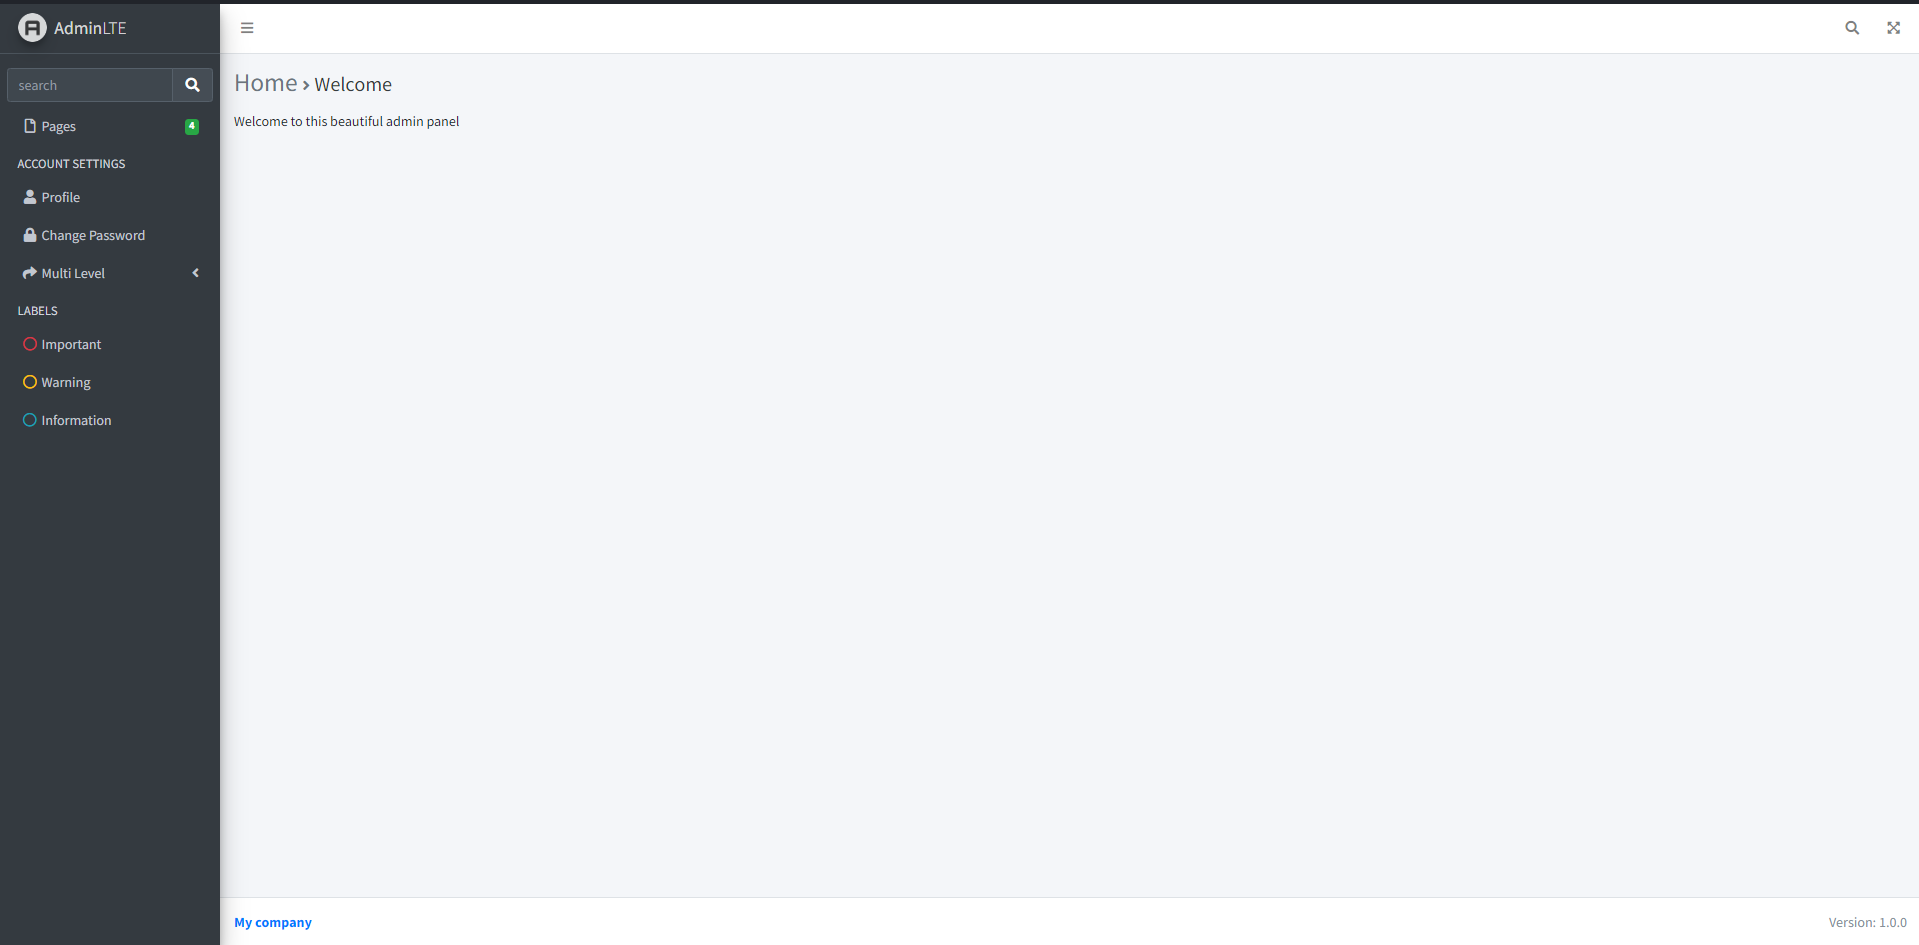 AdminLTE
search
Pages
4
ACCOUNT SETTINGS
Profile
Change Password
Multi Level
LABELS
Important
Warning
Information
Home › Welcome
Welcome to this beautiful admin panel
My company
Version: 1.0.0